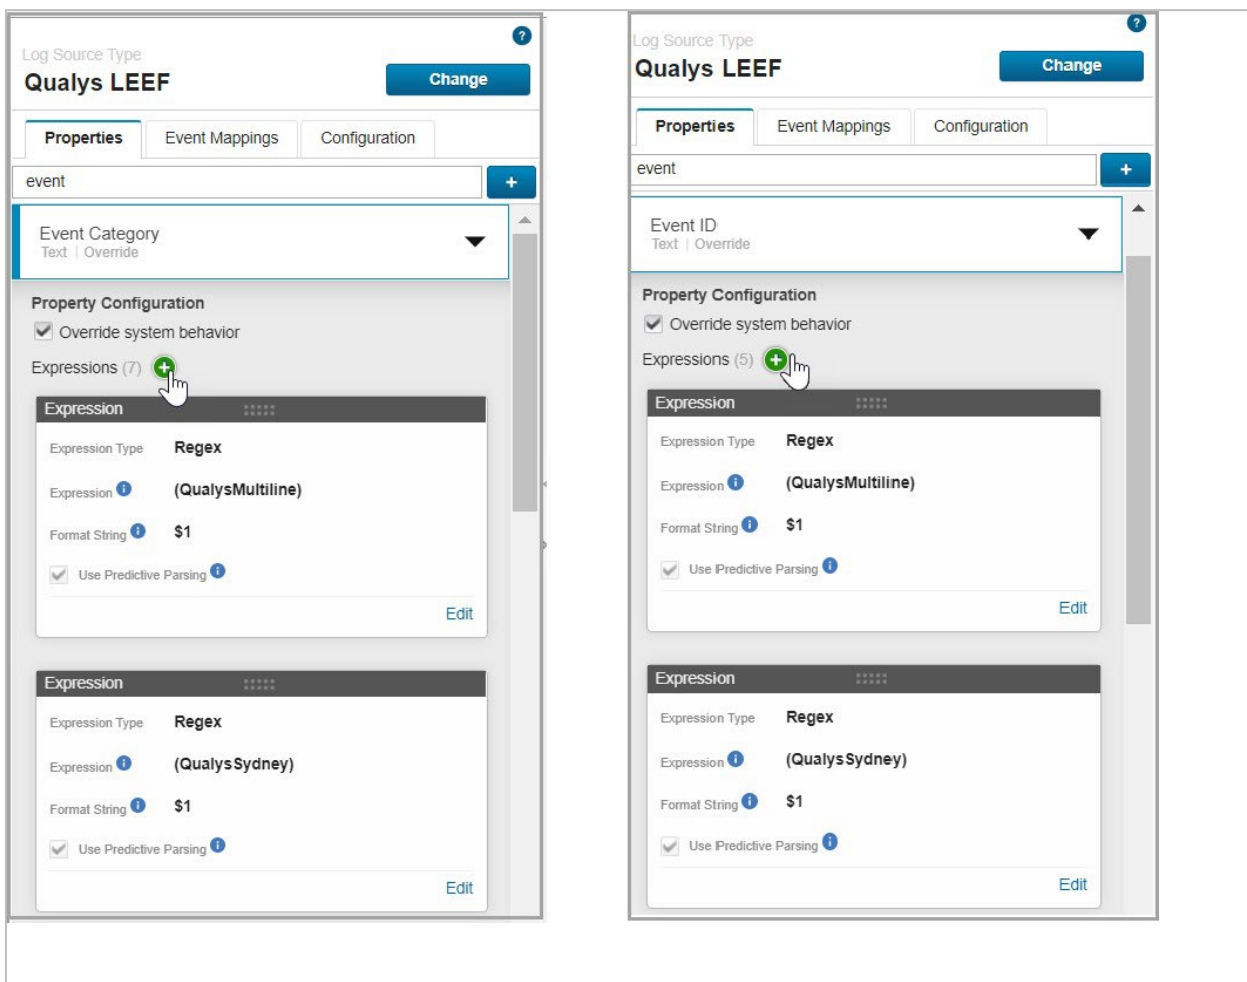 ?
Log Source Type
Qualys LEEF
Change
Properties
Event Mappings
Configuration
event
+
Event Category
Text | Override
Property Configuration
Override system behavior
Expressions (7)
Expression
Expression Type Regex
Expression (QualysMultiline)
Format String $1
Use Predictive Parsing
Edit
Expression
Expression Type Regex
Expression (QualysSydney)
Format String $1
Use Predictive Parsing
Edit
?
Log Source Type
Qualys LEEF
Change
Properties
Event Mappings
Configuration
event
+
Event ID
Text | Override
Property Configuration
Override system behavior
Expressions (5)
Expression
Expression Type Regex
Expression (QualysMultiline)
Format String $1
Use Predictive Parsing
Edit
Expression
Expression Type Regex
Expression (QualysSydney)
Format String $1
Use Predictive Parsing
Edit